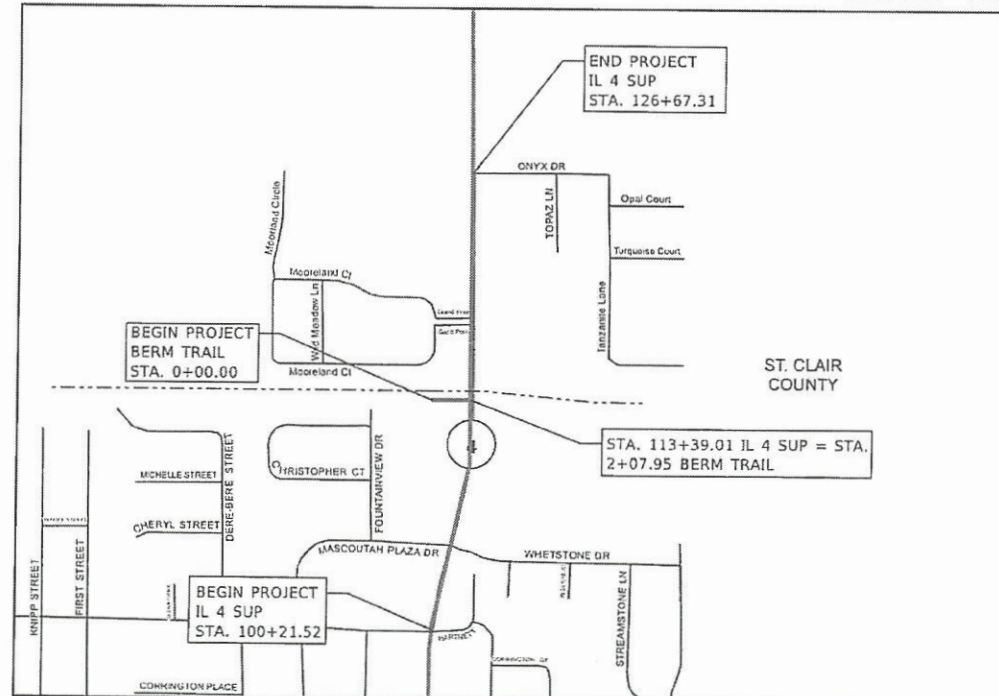 END PROJECT
IL 4 SUP
STA. 126+67.31
ONYX DR
TOPAZ LN
Opal Court
Turquoise Court
Tanzanite Lane
Moorland Circle
Mooreland Ct
Wild Meadow Ln
Mooreland Ct
BEGIN PROJECT
BERM TRAIL
STA. 0+00.00
ST. CLAIR
COUNTY
4
STA. 113+39.01 IL 4 SUP = STA.
2+07.95 BERM TRAIL
MICHELLE STREET
CHERYL STREET
DERE-BERE STREET
CHRISTOPHER CT
FOUNTAINVIEW DR
MASCOUTAH PLAZA DR
WHETSTONE DR
KNIPP STREET
FIRST STREET
BEGIN PROJECT
IL 4 SUP
STA. 100+21.52
HARTNETT
STREAMSTONE LN
CORRINGTON PLACE